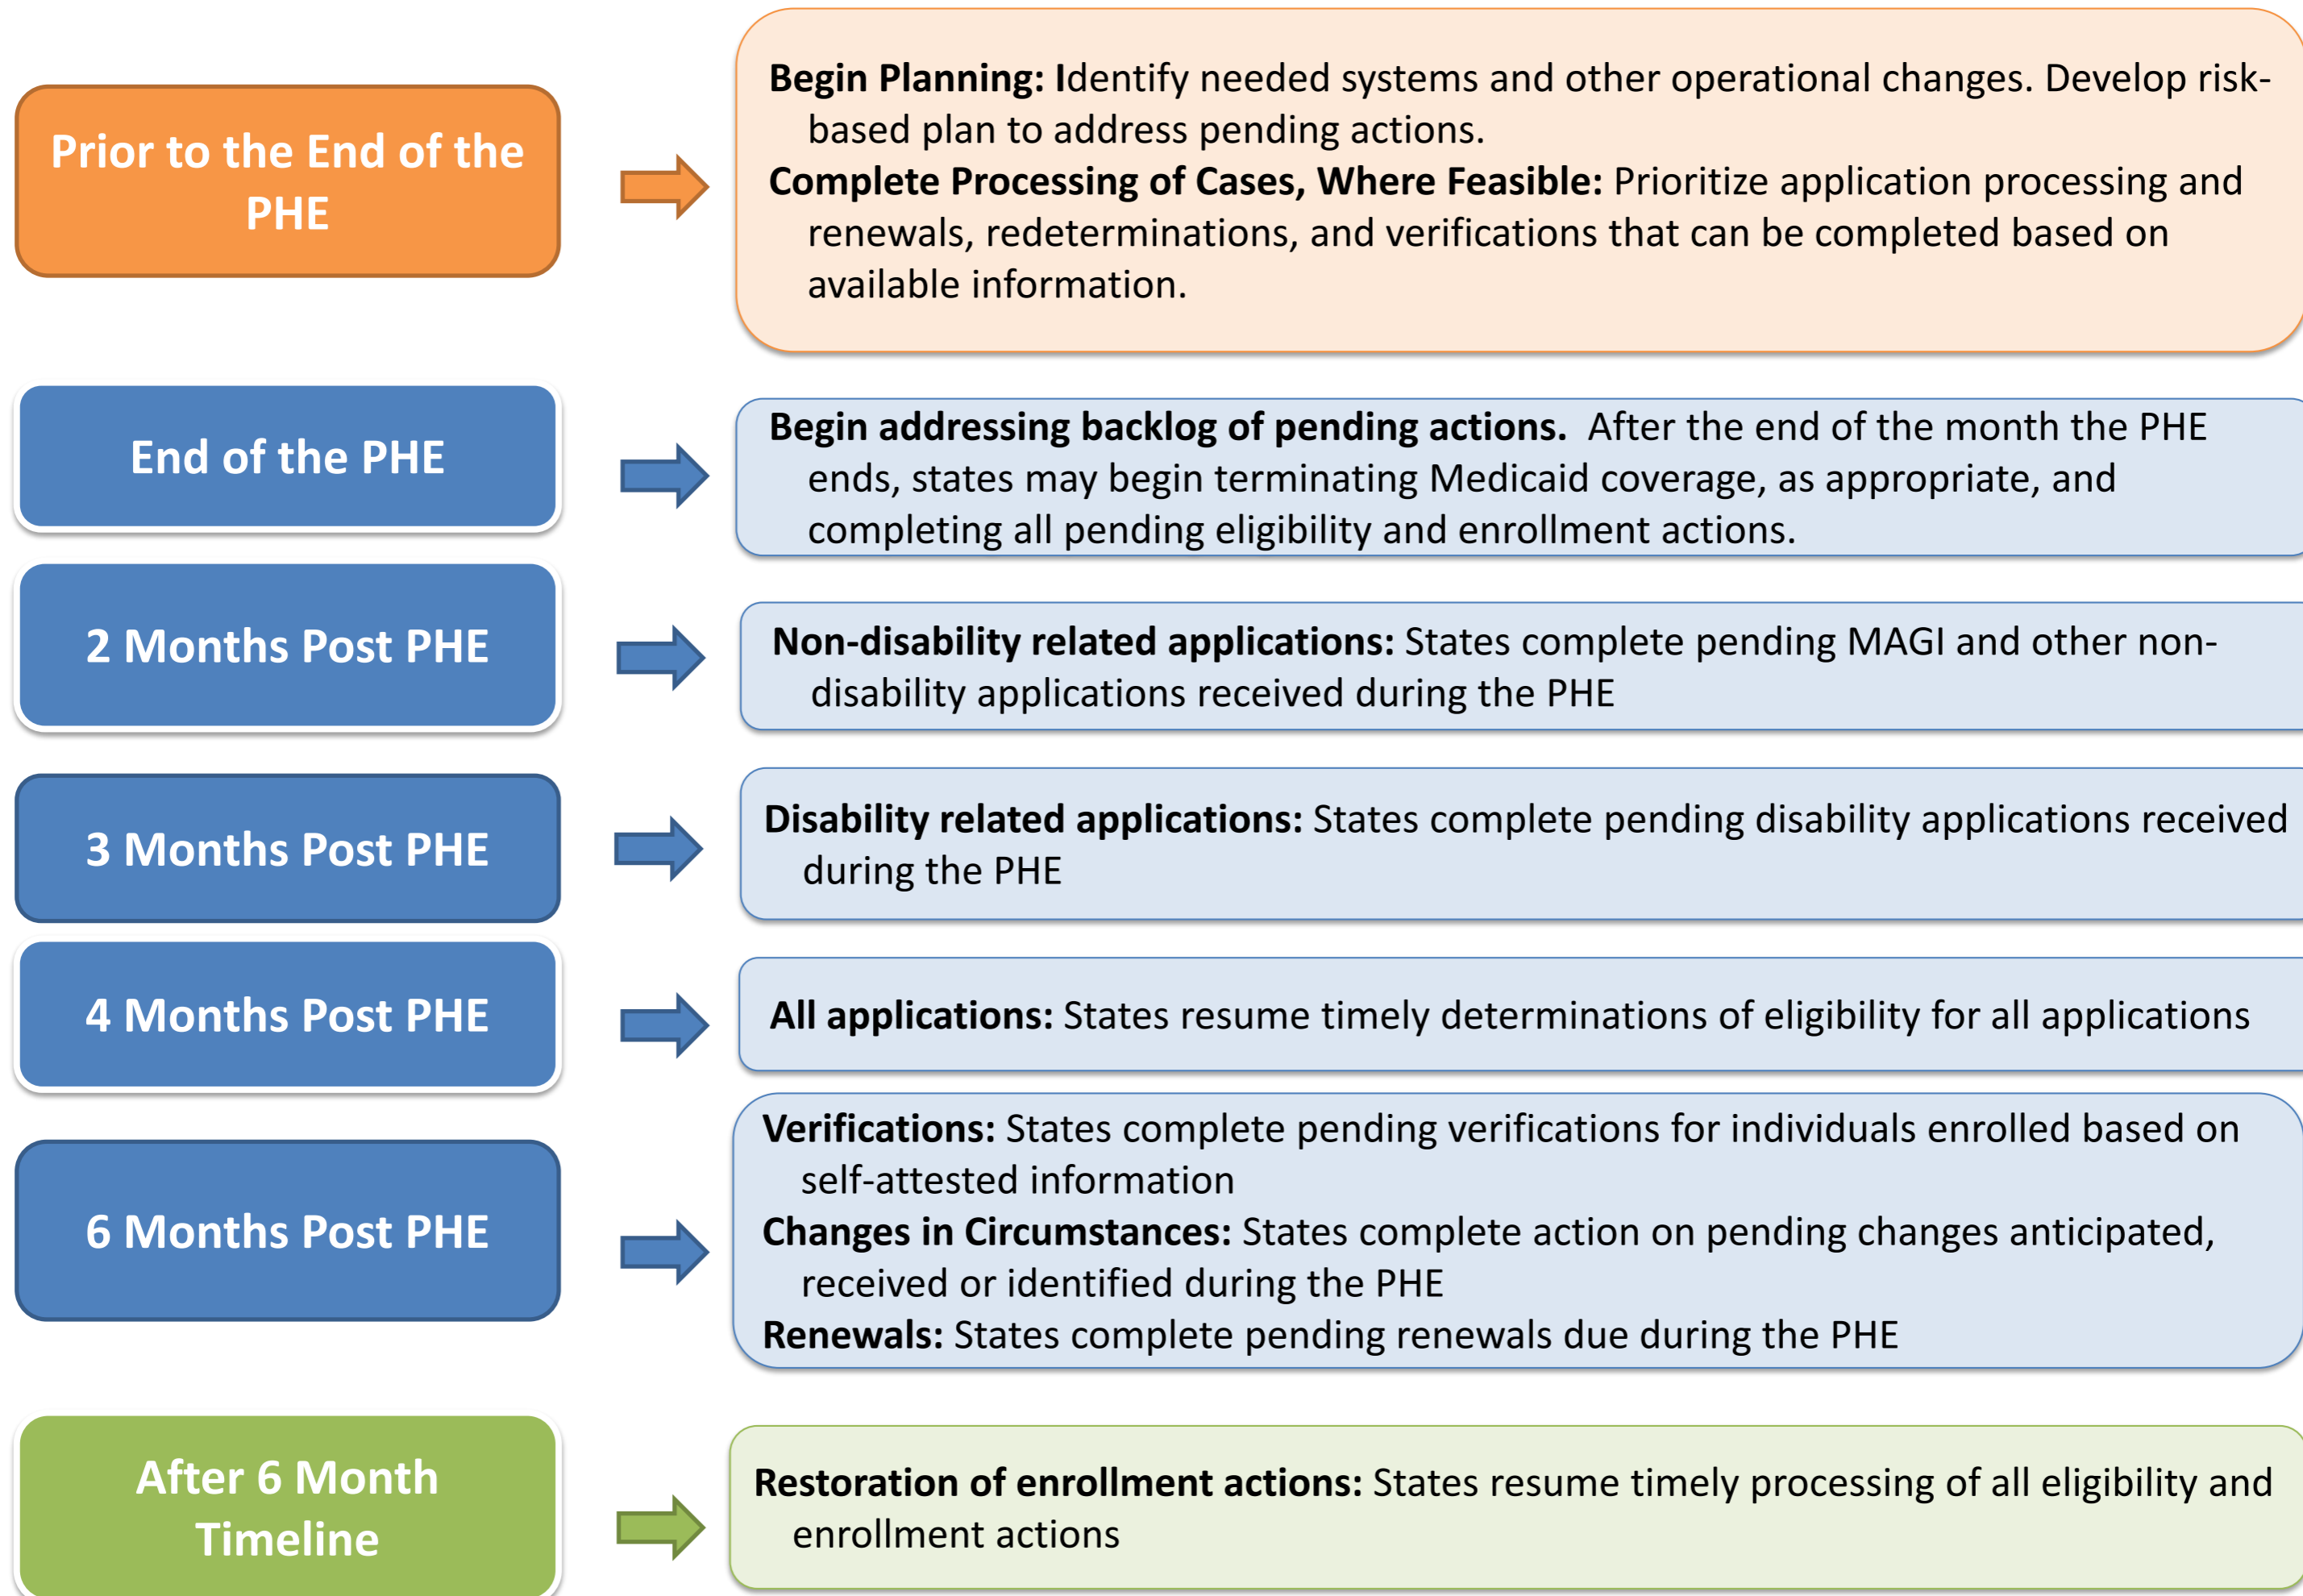 Prior to the End of the
PHE
Begin Planning: Identify needed systems and other operational changes. Develop risk-
based plan to address pending actions.
Complete Processing of Cases, Where Feasible: Prioritize application processing and
renewals, redeterminations, and verifications that can be completed based on
available information.
End of the PHE
Begin addressing backlog of pending actions. After the end of the month the PHE
ends, states may begin terminating Medicaid coverage, as appropriate, and
completing all pending eligibility and enrollment actions.
2 Months Post PHE
Non-disability related applications: States complete pending MAGI and other non-
disability applications received during the PHE
3 Months Post PHE
Disability related applications: States complete pending disability applications received
during the PHE
4 Months Post PHE
All applications: States resume timely determinations of eligibility for all applications
6 Months Post PHE
Verifications: States complete pending verifications for individuals enrolled based on
self-attested information
Changes in Circumstances: States complete action on pending changes anticipated,
received or identified during the PHE
Renewals: States complete pending renewals due during the PHE
After 6 Month
Timeline
Restoration of enrollment actions: States resume timely processing of all eligibility and
enrollment actions